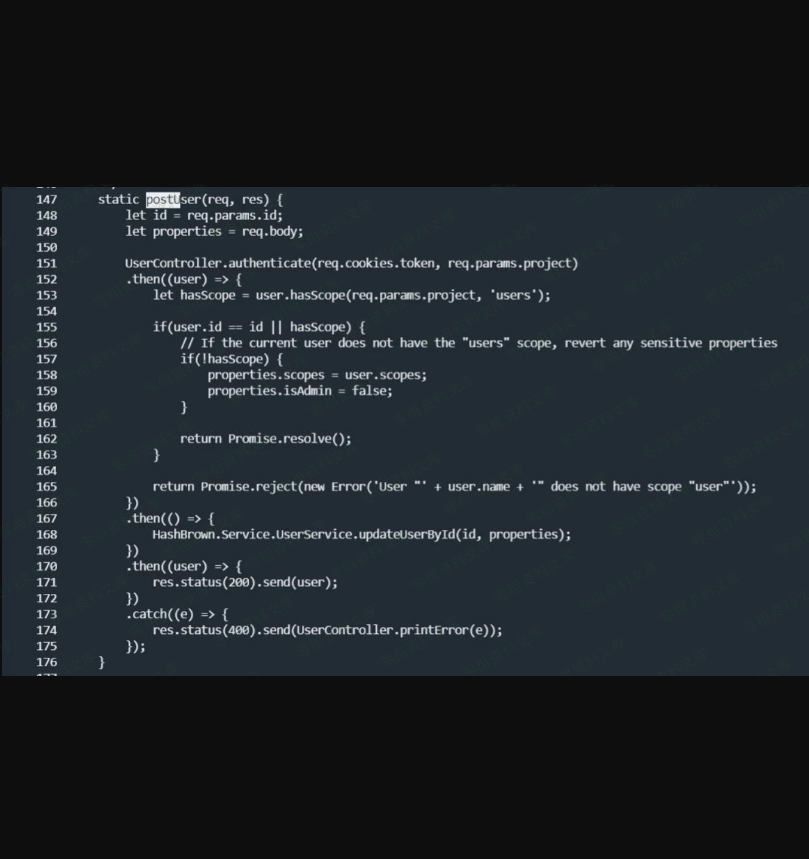 147 static postUser(req, res) {
148 let id = req.params.id;
149 let properties = req.body;
150
151 UserController.authenticate(req.cookies.token, req.params.project)
152 .then((user) => {
153 let hasScope = user.hasScope(req.params.project, 'users');
154
155 if(user.id == id || hasScope) {
156 // If the current user does not have the "users" scope, revert any sensitive properties
157 if(!hasScope) {
158 properties.scopes = user.scopes;
159 properties.isAdmin = false;
160 }
161
162 return Promise.resolve();
163 }
164
165 return Promise.reject(new Error('User "' + user.name + '" does not have scope "user"'));
166 })
167 .then(() => {
168 HashBrown.Service.UserService.updateUserById(id, properties);
169 })
170 .then((user) => {
171 res.status(200).send(user);
172 })
173 .catch((e) => {
174 res.status(400).send(UserController.printError(e));
175 });
176 }